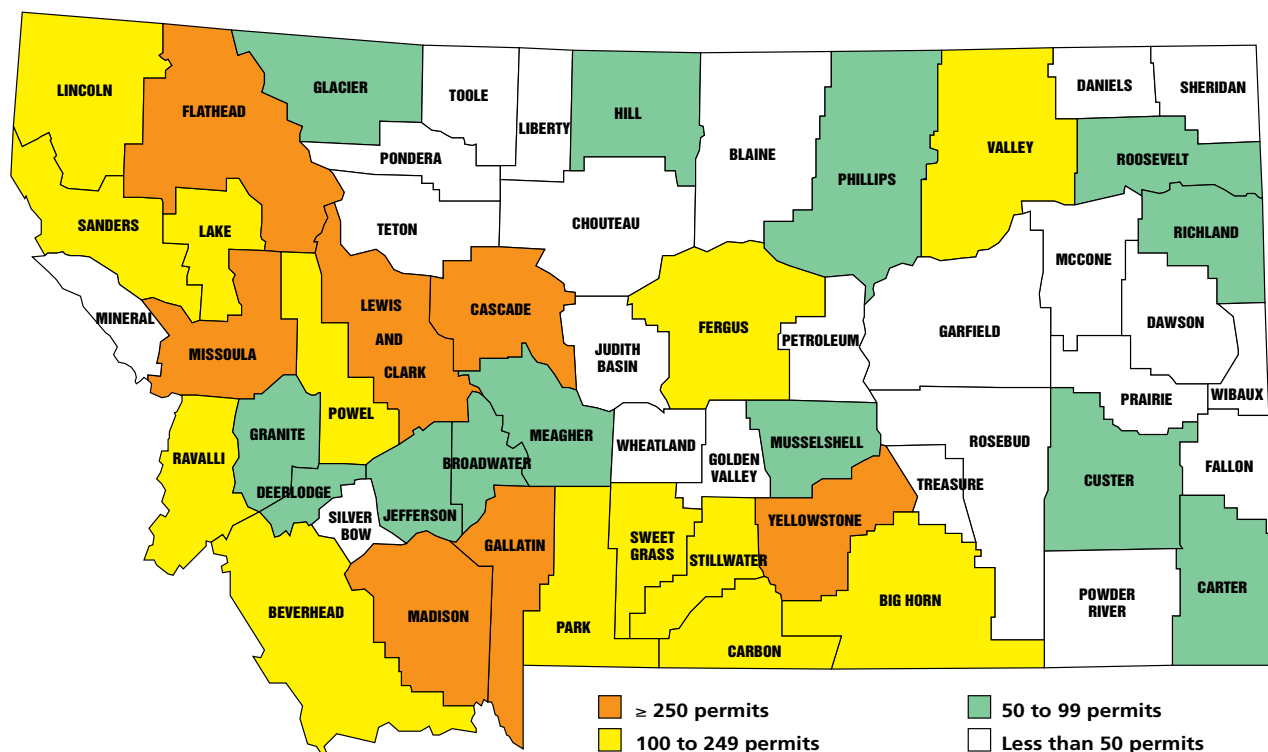 LINCOLN
FLATHEAD
GLACIER
TOOLE
LIBERTY
HILL
BLAINE
PHILLIPS
VALLEY
DANIELS
SHERIDAN
ROOSEVELT
PONDERA
SANDERS
LAKE
TETON
CHOUTEAU
RICHLAND
MCCONE
MINERAL
MISSOULA
LEWIS
AND
CLARK
CASCADE
JUDITH
BASIN
FERGUS
PETROLEUM
GARFIELD
DAWSON
WIBAUX
PRAIRIE
RAVALLI
GRANITE
POWEL
MEAGHER
BROADWATER
WHEATLAND
GOLDEN
VALLEY
MUSSELSHELL
ROSEBUD
TREASURE
CUSTER
FALLON
DEERLODGE
SILVER
BOW
JEFFERSON
GALLATIN
SWEET
GRASS
STILLWATER
YELLOWSTONE
BEVERHEAD
MADISON
PARK
CARBON
BIG HORN
POWDER
RIVER
CARTER
≥ 250 permits
100 to 249 permits
50 to 99 permits
Less than 50 permits